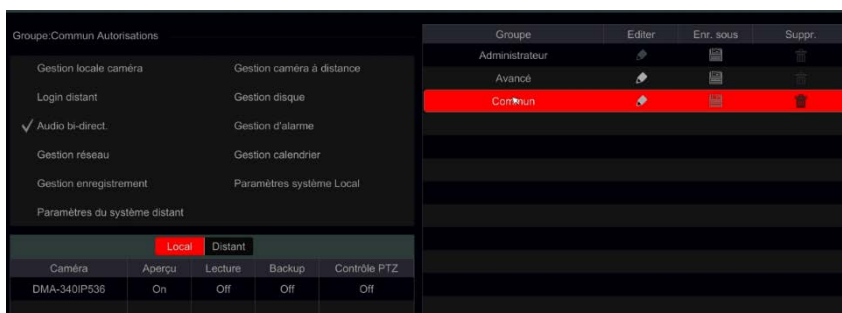 Groupe:Commun Autorisations
Gestion locale caméra Gestion caméra à distance
Login distant Gestion disque
Audio bi-direct. Gestion d'alarme
Gestion réseau Gestion calendrier
Gestion enregistrement Paramètres système Local
Paramètres du système distant
Local Distant
Caméra Aperçu Lecture Backup Contrôle PTZ
DMA-340IP536 On Off Off Off
Groupe Editer Enr. sous Suppr.
Administrateur
Avancé
Commun